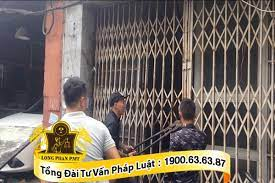 LONG PHAN PMT
Tổng Đài Tư Vấn Pháp Luật : 1900.63.63.87